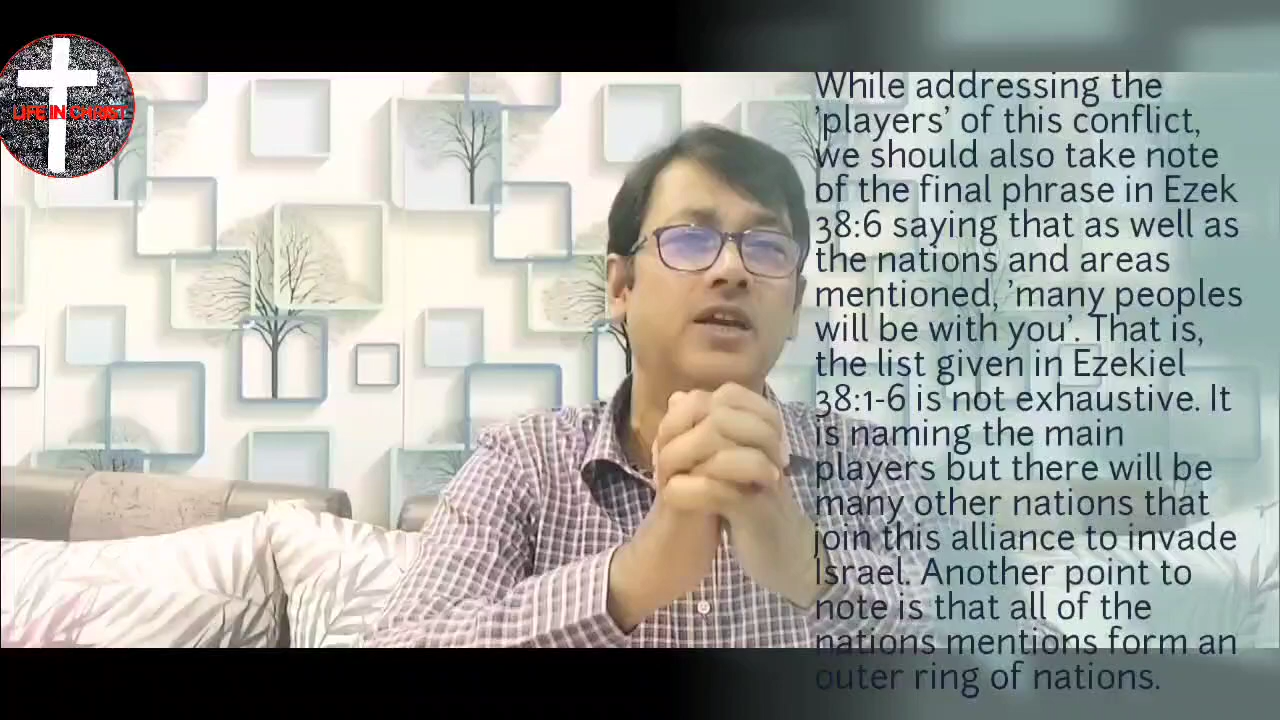 LIFE IN CHRIST
While addressing the
'players' of this conflict,
we should also take note
of the final phrase in Ezek
38:6 saying that as well as
the nations and areas
mentioned, 'many peoples
will be with you'. That is,
the list given in Ezekiel
38:1-6 is not exhaustive. It
is naming the main
players but there will be
many other nations that
join this alliance to invade
Israel. Another point to
note is that all of the
nations mentions form an
outer ring of nations.